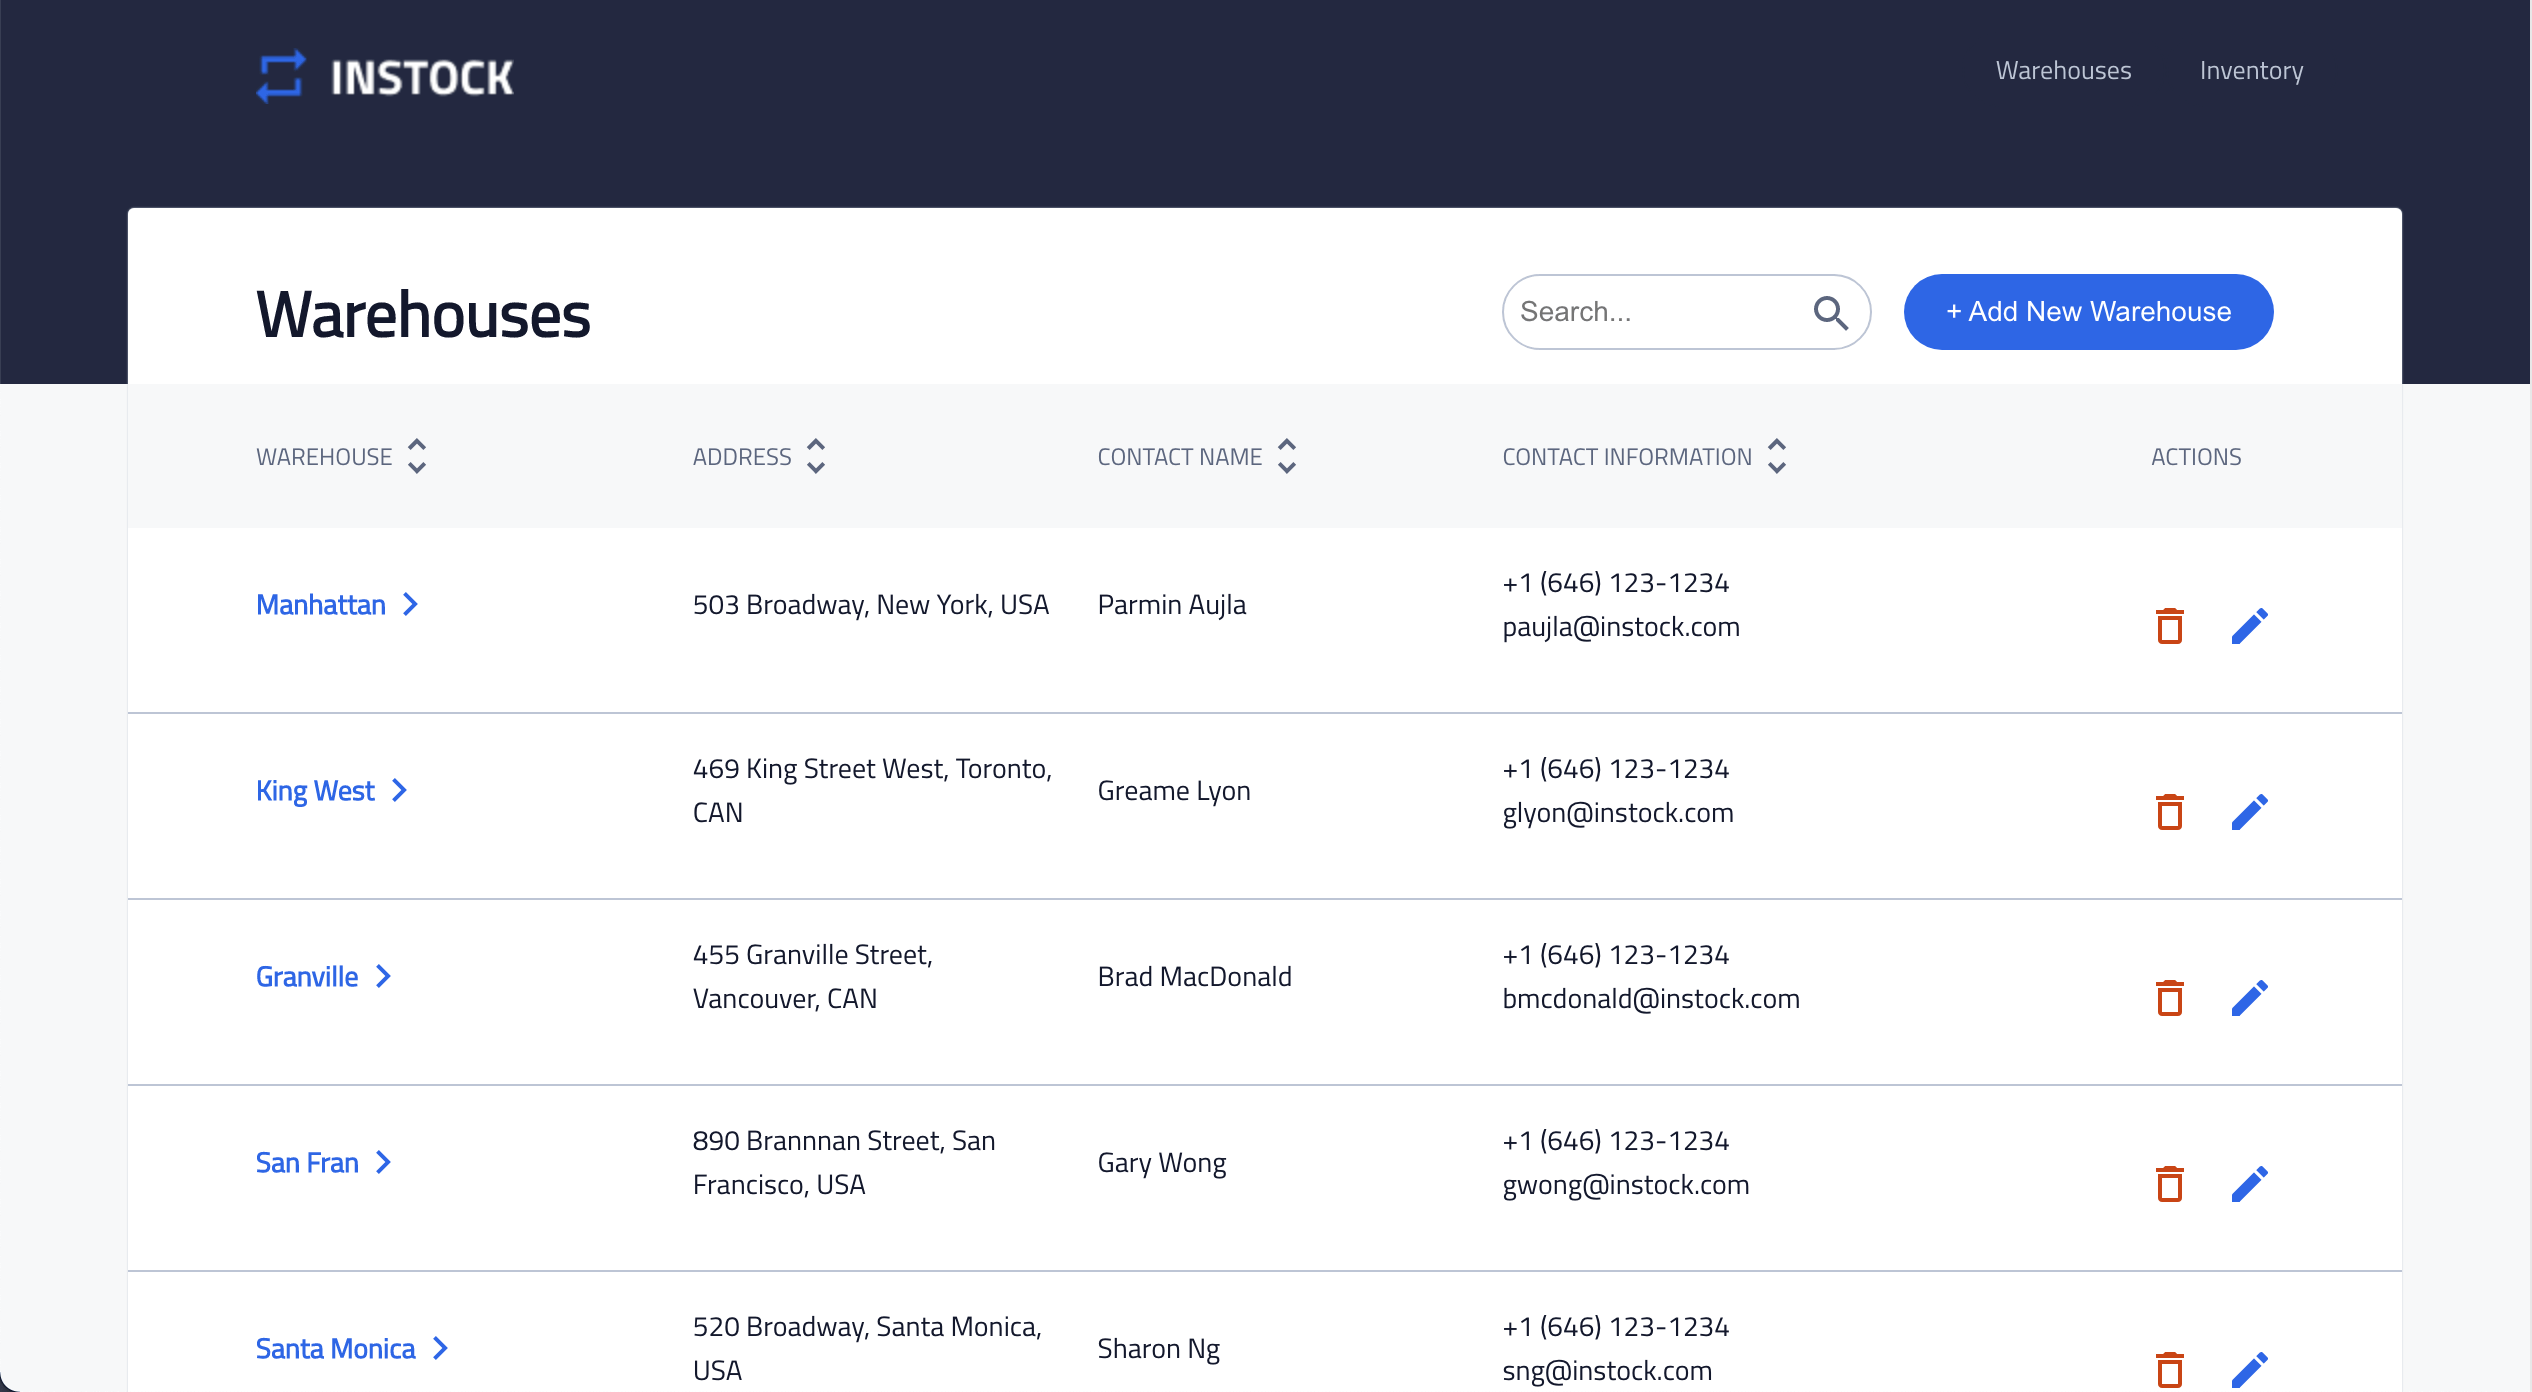 INSTOCK
Warehouses Inventory
Warehouses
Search...
+ Add New Warehouse
WAREHOUSE ADDRESS CONTACT NAME CONTACT INFORMATION ACTIONS
Manhattan
503 Broadway, New York, USA
Parmin Aujla
+1 (646) 123-1234
paujla@instock.com
King West
469 King Street West, Toronto,
CAN
Greame Lyon
+1 (646) 123-1234
glyon@instock.com
Granville
455 Granville Street,
Vancouver, CAN
Brad MacDonald
+1 (646) 123-1234
bmcdonald@instock.com
San Fran
890 Brannnan Street, San
Francisco, USA
Gary Wong
+1 (646) 123-1234
gwong@instock.com
Santa Monica
520 Broadway, Santa Monica,
USA
Sharon Ng
+1 (646) 123-1234
sng@instock.com